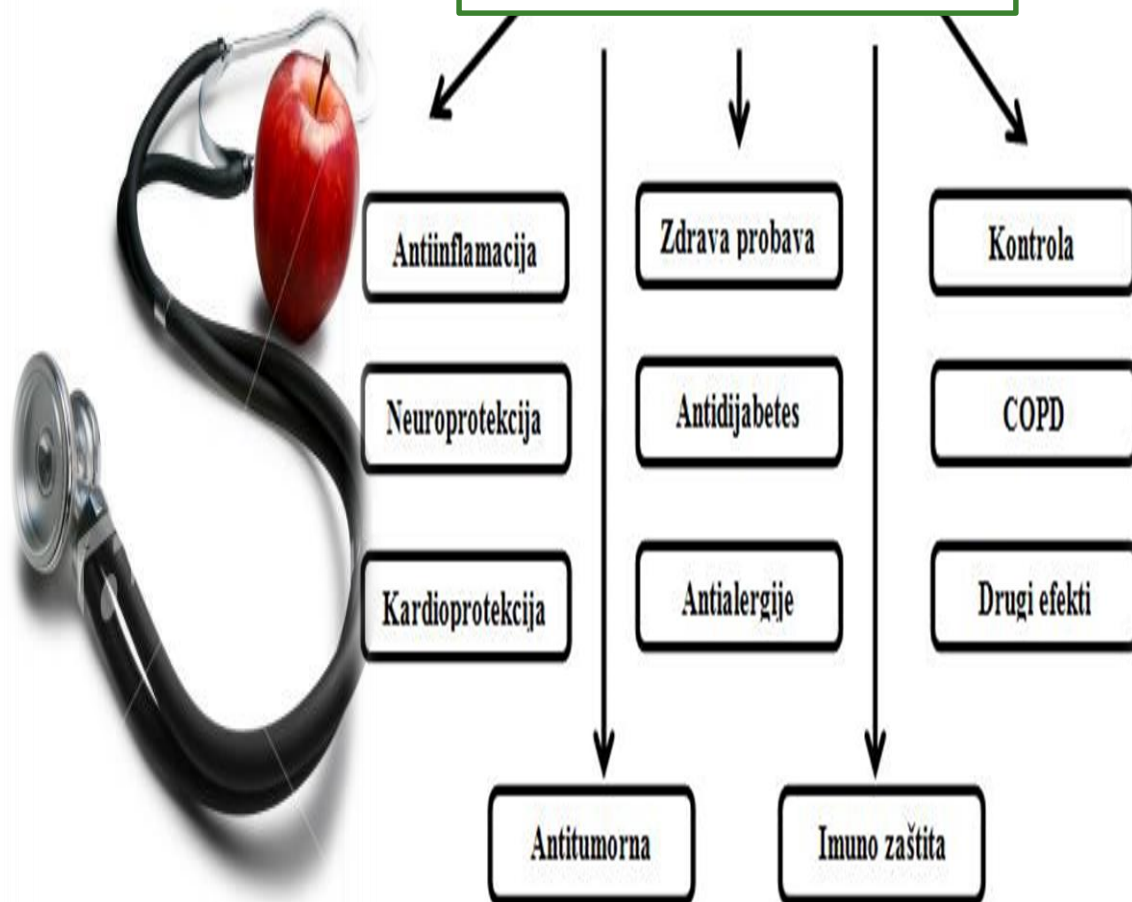 Antiinflamacija
Zdrava probava
Kontrola
Neuroprotekcija
Antidijabetes
COPD
Kardioprotekcija
Antialergije
Drugi efekti
Antitumorna
Imuno zaštita